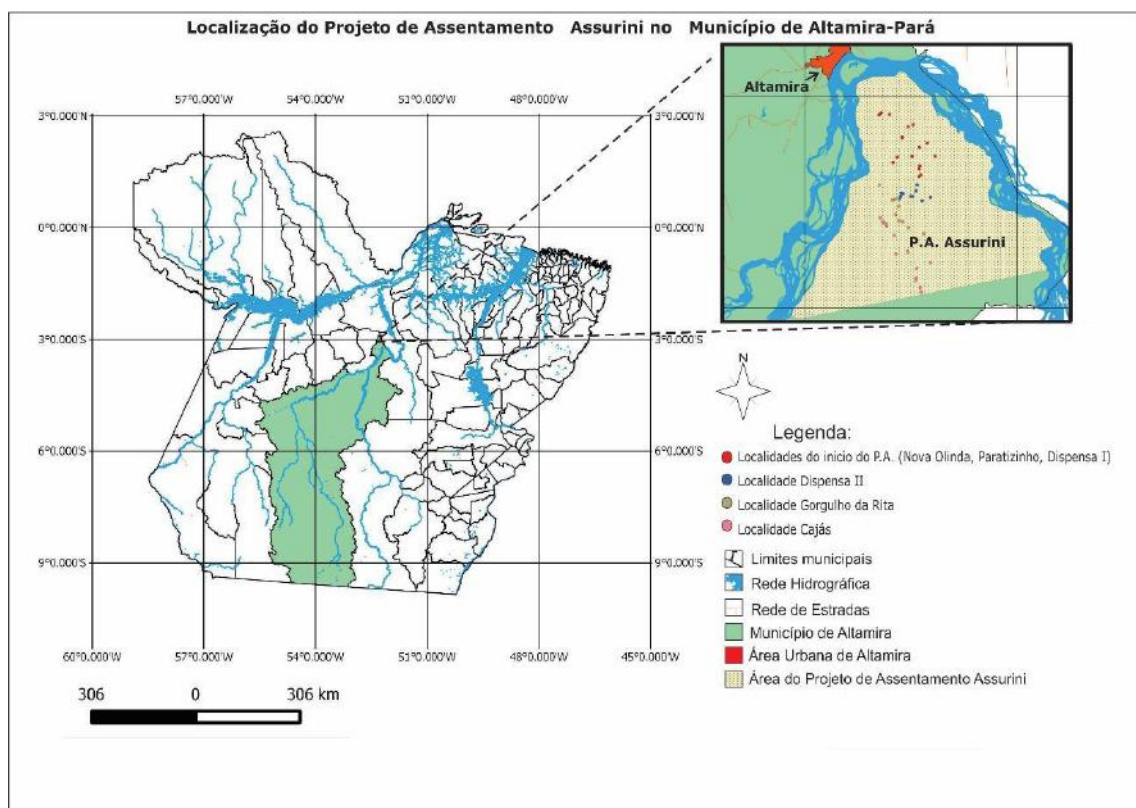 Localização do Projeto de Assentamento Assurini no Município de Altamira-Pará
57°0.000'W 54°0.000'W 51°0.000'W 48°0.000'W
3°0.000'N 3°0.000'N
0°0.000'N 0°0.000'N
3°0.000'S 3°0.000'S
6°0.000'S 6°0.000'S
9°0.000'S 9°0.000'S
60°0.000'W 57°0.000'W 54°0.000'W 51°0.000'W 48°0.000'W 45°0.000'W
306 0 306 km
Altamira
P.A. Assurini
N
Legenda:
Localidades do inicio do P.A. (Nova Olinda, Paratizinho, Dispensa I)
Localidade Dispensa II
Localidade Gorgulho da Rita
Localidade Cajás
Limites municipais
Rede Hidrográfica
Rede de Estradas
Município de Altamira
Área Urbana de Altamira
Área do Projeto de Assentamento Assurini